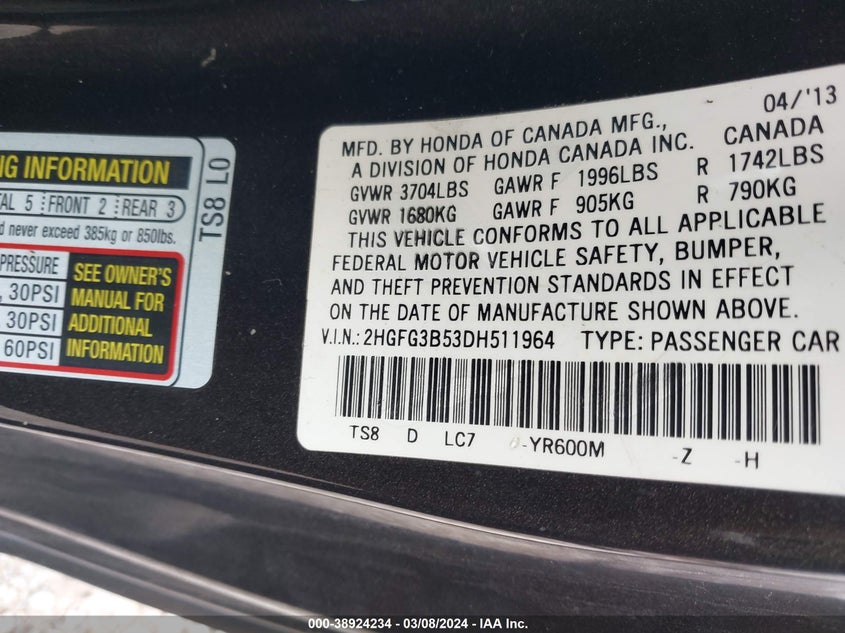 NG INFORMATION
TAL 5 FRONT 2 REAR 3
d never exceed 385kg or 850lbs.
PRESSURE
, 30PSI
30PSI
60PSI
SEE OWNER'S
MANUAL FOR
ADDITIONAL
INFORMATION
TS8 L0
04/'13
MFD. BY HONDA OF CANADA MFG.,
A DIVISION OF HONDA CANADA INC. CANADA
GVWR 3704LBS GAWR F 1996LBS R 1742LBS
GVWR 1680KG GAWR F 905KG R 790KG
THIS VEHICLE CONFORMS TO ALL APPLICABLE
FEDERAL MOTOR VEHICLE SAFETY, BUMPER,
AND THEFT PREVENTION STANDARDS IN EFFECT
ON THE DATE OF MANUFACTURE SHOWN ABOVE.
V.I.N.: 2HGFG3B53DH511964 TYPE: PASSENGER CAR
TS8 D LC7 -YR600M -Z -H
000-38924234 - 03/08/2024 - IAA Inc.